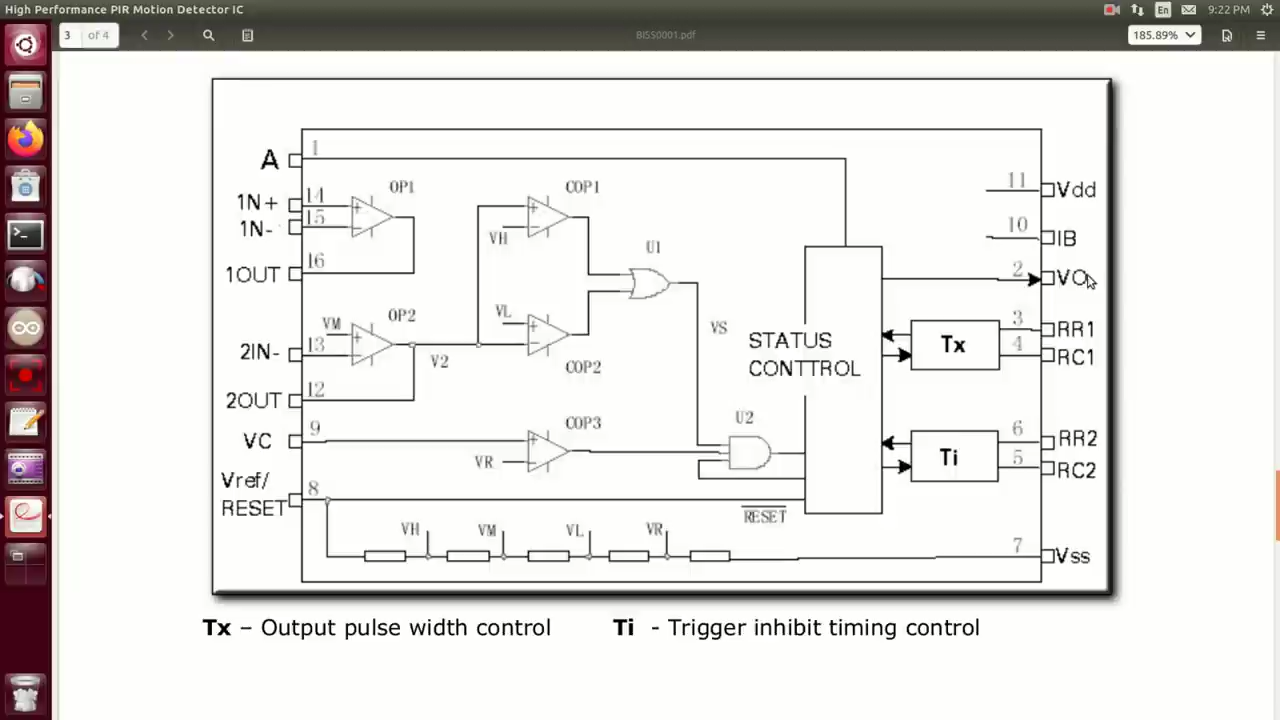 High Performance PIR Motion Detector IC
En
9:22 PM
3
of 4
BISS0001.pdf
185.89%
A
1
1N+
14
1N-
15
OP1
1OUT
16
COP1
VH
U1
VM
OP2
2IN-
13
V2
2OUT
12
VL
COP2
VS
STATUS
CONTTROL
VC
9
COP3
VR
U2
Vref/
RESET
8
RESET
VH
VM
VL
VR
11
Vdd
10
IB
2
VO
Tx
3
RR1
4
RC1
Ti
6
RR2
5
RC2
7
Vss
Tx – Output pulse width control
Ti - Trigger inhibit timing control